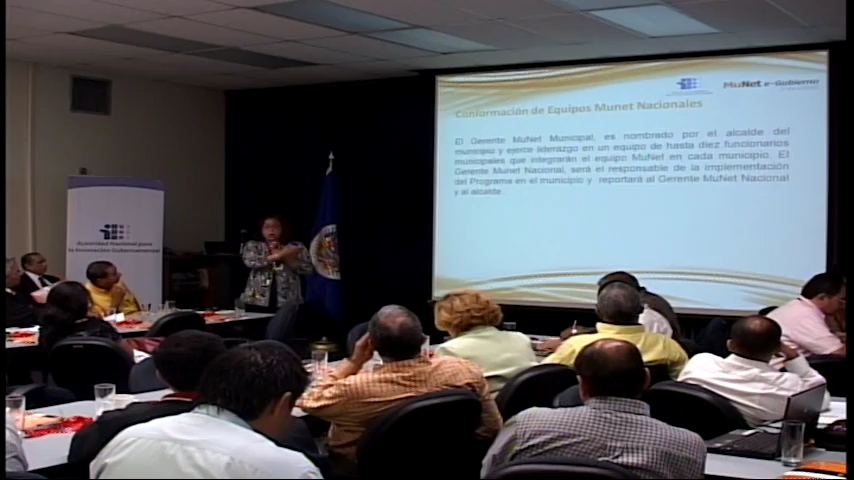 MuNet e-Gobierno
Conformación de Equipos Munet Nacionales
El Gerente MuNet Municipal, es nombrado por el alcalde del
municipio y ejerce liderazgo en un equipo de hasta diez funcionarios
municipales que integrarán el equipo MuNet en cada municipio. El
Gerente Munet Nacional, será el responsable de la implementación
del Programa en el municipio y reportará al Gerente MuNet Nacional
y al alcalde.
Autoridad Nacional para
la Innovación Gubernamental